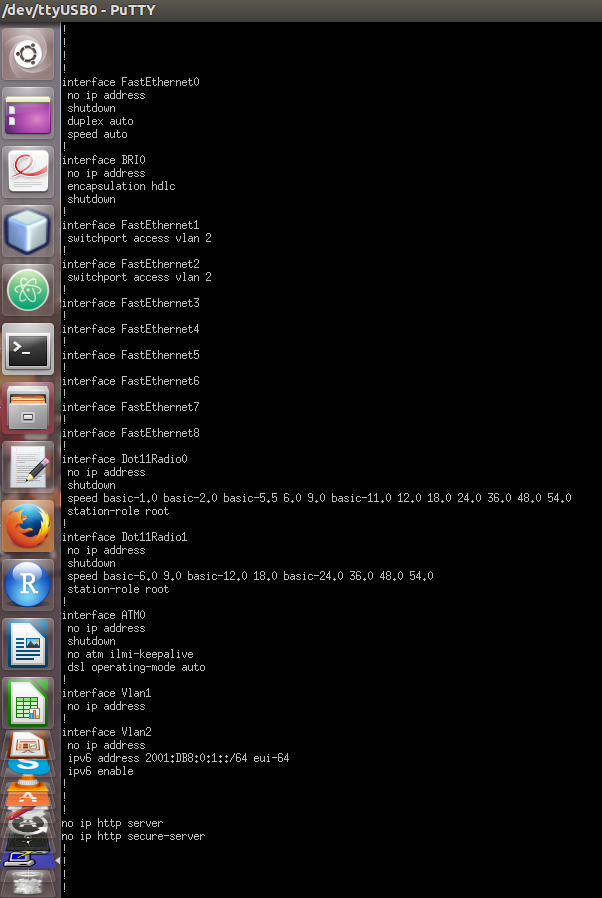 /dev/ttyUSB0 - PuTTY
!
!
!
!
interface FastEthernet0
 no ip address
 shutdown
 duplex auto
 speed auto
!
interface BRI0
 no ip address
 encapsulation hdlc
 shutdown
!
interface FastEthernet1
 switchport access vlan 2
!
interface FastEthernet2
 switchport access vlan 2
!
interface FastEthernet3
!
interface FastEthernet4
!
interface FastEthernet5
!
interface FastEthernet6
!
interface FastEthernet7
!
interface FastEthernet8
!
interface Dot11Radio0
 no ip address
 shutdown
 speed basic-1.0 basic-2.0 basic-5.5 6.0 9.0 basic-11.0 12.0 18.0 24.0 36.0 48.0 54.0
 station-role root
!
interface Dot11Radio1
 no ip address
 shutdown
 speed basic-6.0 9.0 basic-12.0 18.0 basic-24.0 36.0 48.0 54.0
 station-role root
!
interface ATM0
 no ip address
 shutdown
 no atm ilmi-keepalive
 dsl operating-mode auto
!
interface Vlan1
 no ip address
!
interface Vlan2
 no ip address
 ipv6 address 2001:DB8:0:1::/64 eui-64
 ipv6 enable
!
!
!
no ip http server
no ip http secure-server
!
!
!
!